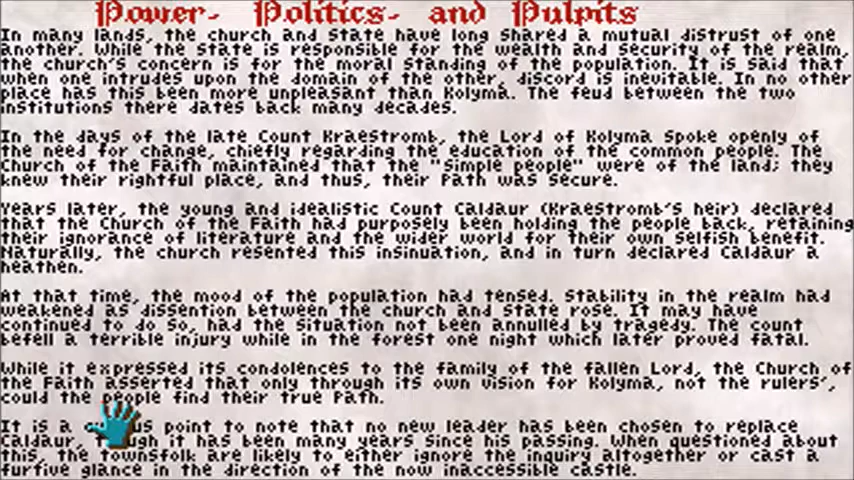 Power, Politics, and Pulpits
In many lands, the church and State have long Shared a mutual distrust of one
another. While the State is responsible for the wealth and Security of the realm,
the church's concern is for the moral Standing of the population. It is Said that
when one intrudes upon the domain of the other, discord is inevitable. In no other
place has this been more unpleasant than Kolyma. The feud between the two
institutions there dates back many decades.
In the days of the late Count Kraestromb, the Lord of Kolyma Spoke openly of
the need for change, chiefly regarding the education of the common people. The
Church of the Faith maintained that the "Simple people" were of the land; they
knew their rightful place, and thus, their Path was Secure.
Years later, the young and idealistic Count Caldaur (Kraestromb's heir) declared
that the Church of the Faith had purposely been holding the people back, retaining
their ignorance of literature and the wider world for their own Selfish benefit.
Naturally, the church resented this insinuation, and in turn declared Caldaur a
heathen.
At that time, the mood of the population had tensed. Stability in the realm had
weakened as dissention between the church and State rose. It may have
continued to do So, had the Situation not been annulled by tragedy. The count
befell a terrible injury while in the forest one night which later proved fatal.
While it expressed its condolences to the family of the fallen Lord, the Church of
the Faith asserted that only through its own vision for Kolyma, not the rulers',
could the people find their true Path.
It is a point to note that no new leader has been chosen to replace
Caldaur, it has been many years Since his passing. When questioned about
this, the townsfolk are likely to either ignore the inquiry altogether or cast a
furtive glance in the direction of the now inaccessible castle.